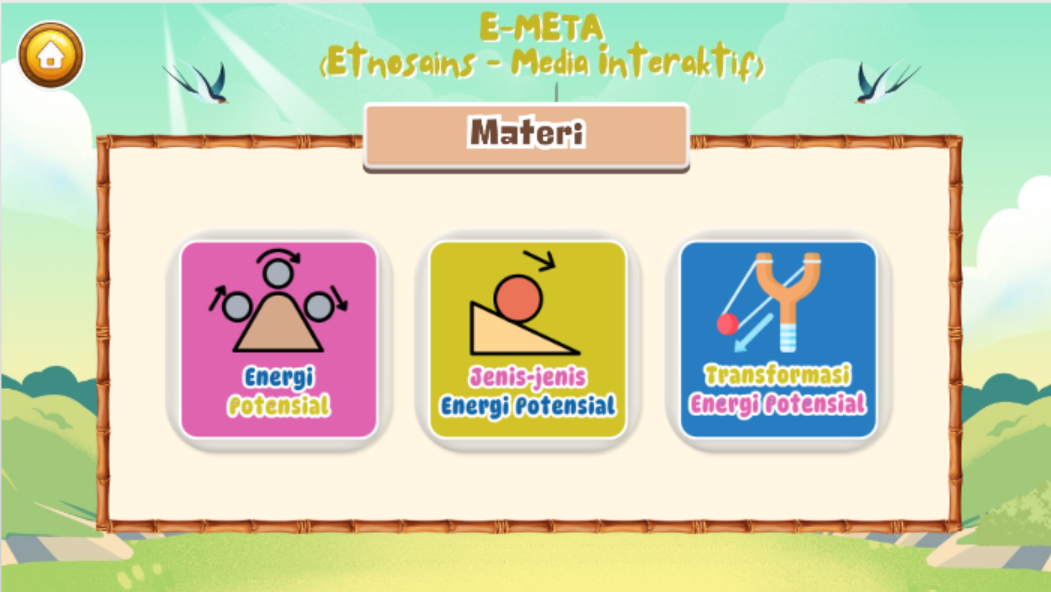 E-META
(Etnosains - Media interaktif)
Materi
Energi
Potensial
Jenis-jenis
Energi Potensial
Transformasi
Energi Potensial